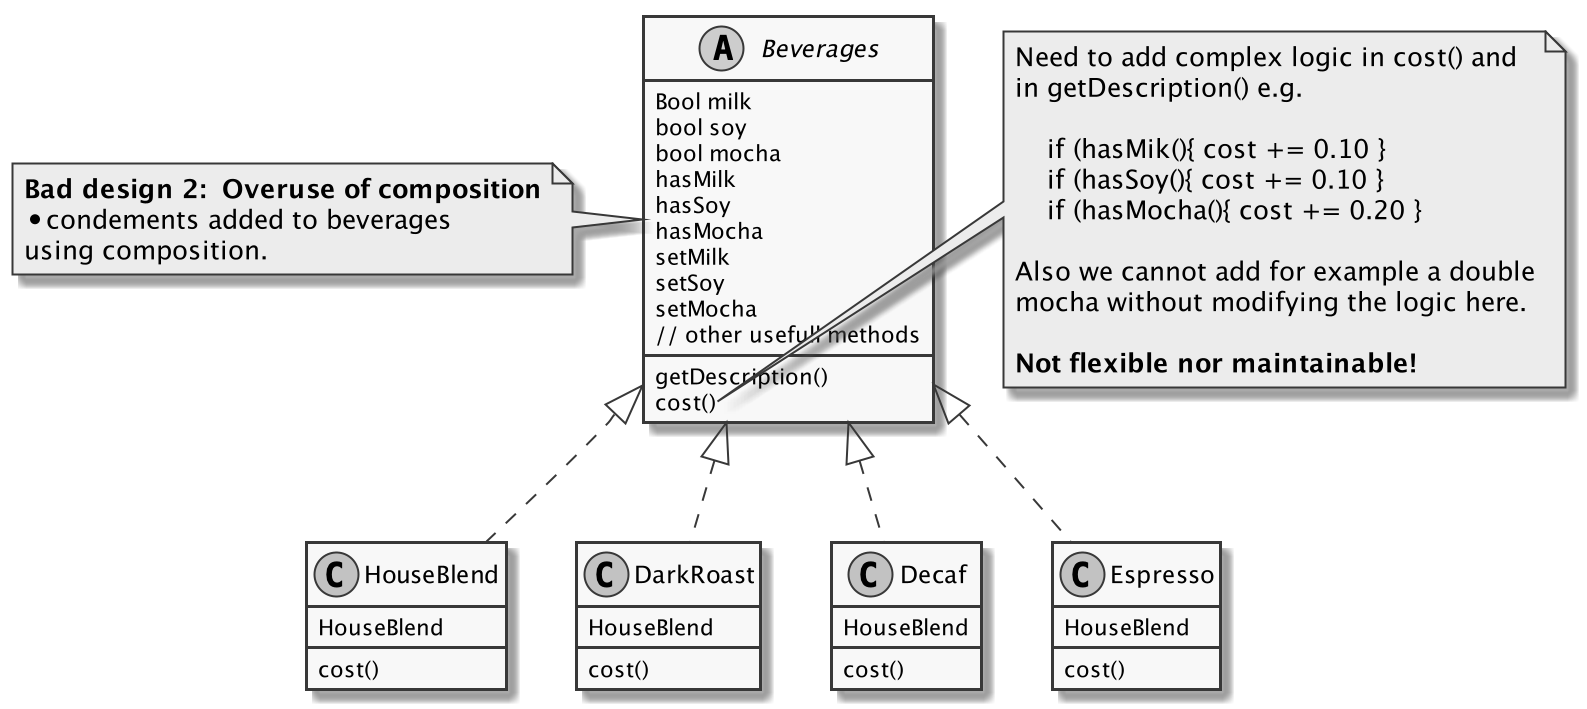 A Beverages
Bool milk
bool soy
bool mocha
hasMilk
hasSoy
hasMocha
setMilk
setSoy
setMocha
// other usefull methods
getDescription()
cost()
Bad design 2:  Overuse of composition
•condements added to beverages
using composition.
Need to add complex logic in cost() and
in getDescription() e.g.
if (hasMik(){ cost += 0.10 }
if (hasSoy(){ cost += 0.10 }
if (hasMocha(){ cost += 0.20 }
Also we cannot add for example a double
mocha without modifying the logic here.
Not flexible nor maintainable!
C HouseBlend
HouseBlend
cost()
C DarkRoast
HouseBlend
cost()
C Decaf
HouseBlend
cost()
C Espresso
HouseBlend
cost()